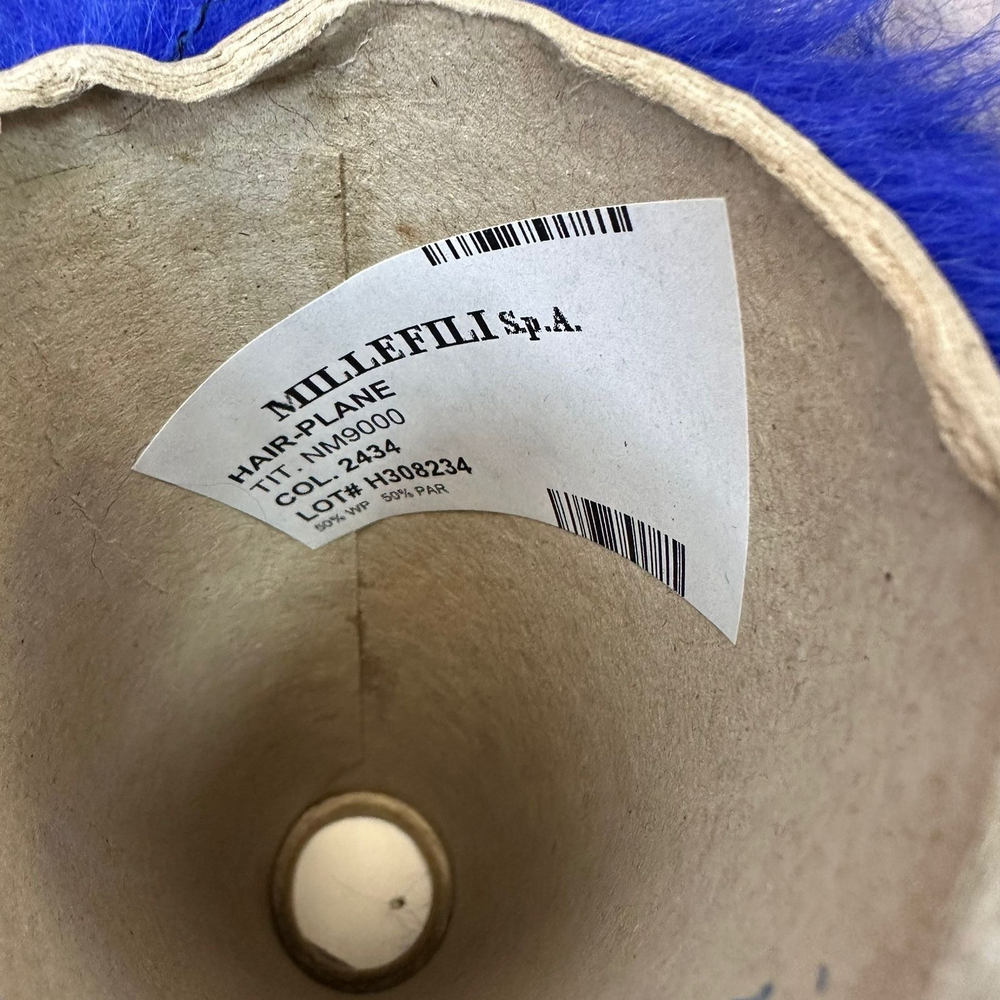 MILLEFILI S.p.A.
HAIR-PLANE
TIT. NM9000
COL. 2434
LOT# H308234
50% WP 50% PAR